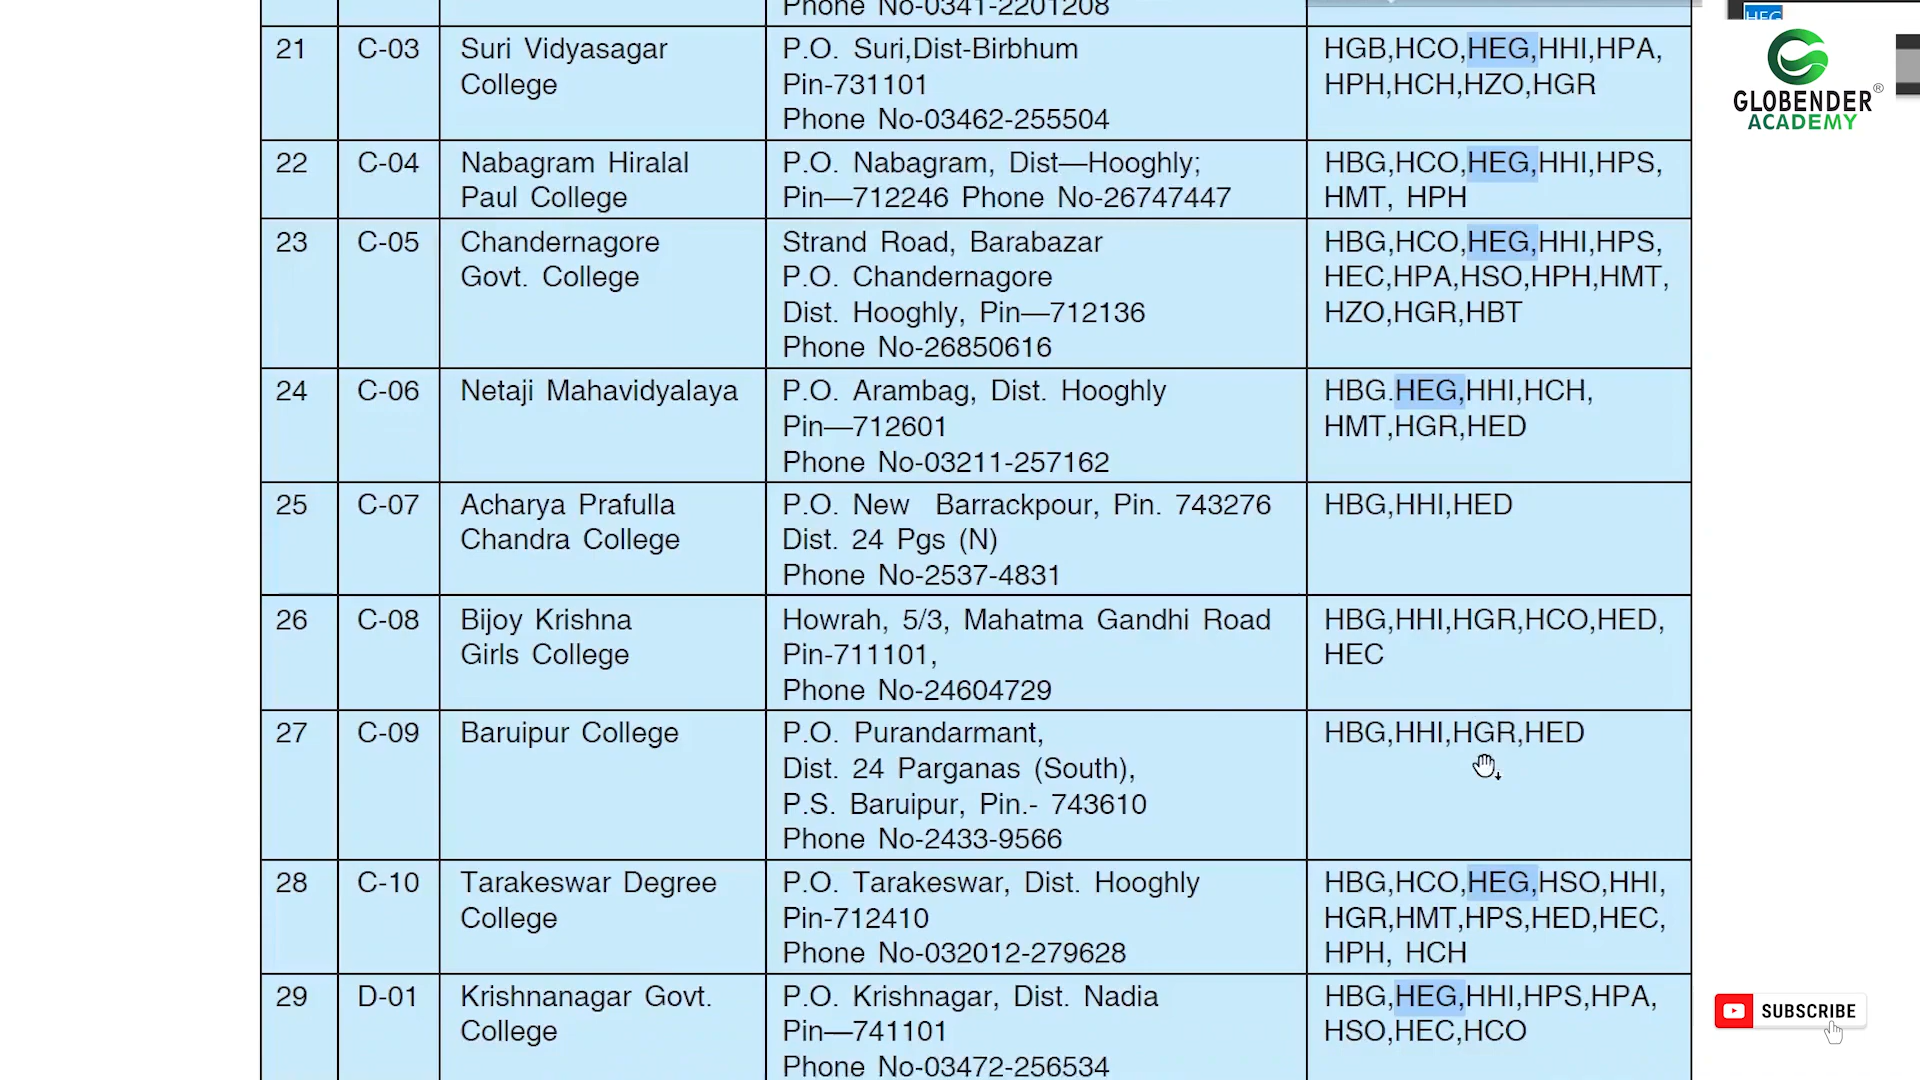 Phone No-0341-2201208
HEG
21 C-03 Suri Vidyasagar P.O. Suri,Dist-Birbhum HGB,HCO,HEG,HHI,HPA,
College Pin-731101 HPH,HCH,HZO,HGR
Phone No-03462-255504
GLOBENDER®
ACADEMY
22 C-04 Nabagram Hiralal P.O. Nabagram, Dist—Hooghly; HBG,HCO,HEG,HHI,HPS,
Paul College Pin—712246 Phone No-26747447 HMT, HPH
23 C-05 Chandernagore Strand Road, Barabazar HBG,HCO,HEG,HHI,HPS,
Govt. College P.O. Chandernagore HEC,HPA,HSO,HPH,HMT,
Dist. Hooghly, Pin—712136 HZO,HGR,HBT
Phone No-26850616
24 C-06 Netaji Mahavidyalaya P.O. Arambag, Dist. Hooghly HBG.HEG,HHI,HCH,
Pin—712601 HMT,HGR,HED
Phone No-03211-257162
25 C-07 Acharya Prafulla P.O. New Barrackpour, Pin. 743276 HBG,HHI,HED
Chandra College Dist. 24 Pgs (N)
Phone No-2537-4831
26 C-08 Bijoy Krishna Howrah, 5/3, Mahatma Gandhi Road HBG,HHI,HGR,HCO,HED,
Girls College Pin-711101, HEC
Phone No-24604729
27 C-09 Baruipur College P.O. Purandarmant, HBG,HHI,HGR,HED
Dist. 24 Parganas (South),
P.S. Baruipur, Pin.- 743610
Phone No-2433-9566
28 C-10 Tarakeswar Degree P.O. Tarakeswar, Dist. Hooghly HBG,HCO,HEG,HSO,HHI,
College Pin-712410 HGR,HMT,HPS,HED,HEC,
Phone No-032012-279628 HPH, HCH
29 D-01 Krishnanagar Govt. P.O. Krishnagar, Dist. Nadia HBG,HEG,HHI,HPS,HPA,
College Pin—741101 HSO,HEC,HCO
Phone No-03472-256534
SUBSCRIBE